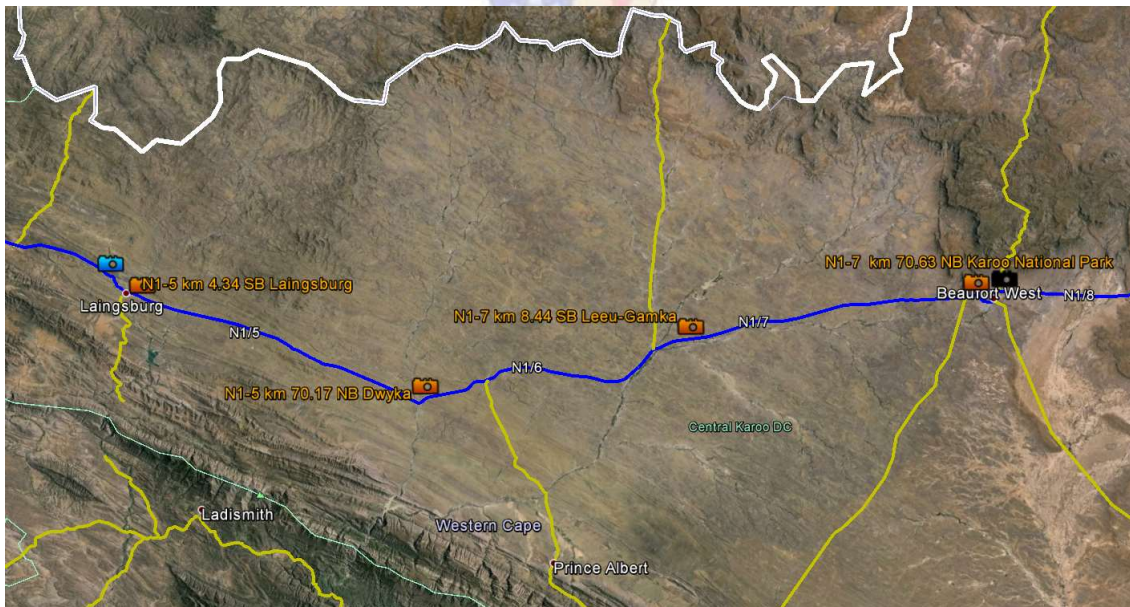 N1-7  km 70.63 NB Karoo National Park
N1-5 km 4.34 SB Laingsburg
Beaufort West
N1/8
Laingsburg
N1-7 km 8.44 SB Leeu-Gamka
N1/7
N1/5
N1/6
N1-5 km 70.17 NB Dwyka
Central Karoo DC
Ladismith
Western Cape
Prince Albert